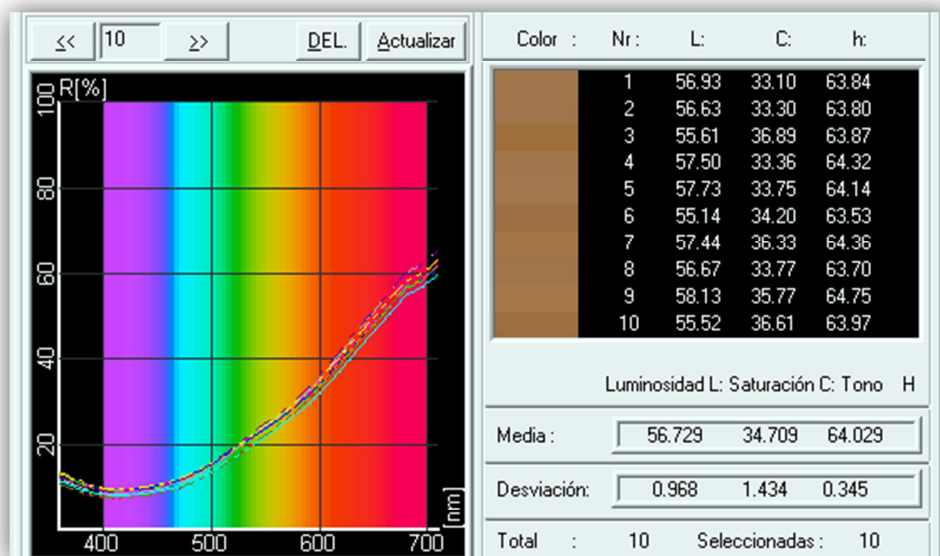 << 10 >> DEL. Actualizar
R[%]
100
80
60
40
20
400 500 600 700
[nm]
Color : Nr : L: C: h:
1 56.93 33.10 63.84
2 56.63 33.30 63.80
3 55.61 36.89 63.87
4 57.50 33.36 64.32
5 57.73 33.75 64.14
6 55.14 34.20 63.53
7 57.44 36.33 64.36
8 56.67 33.77 63.70
9 58.13 35.77 64.75
10 55.52 36.61 63.97
Luminosidad L: Saturación C: Tono H
Media : 56.729 34.709 64.029
Desviación: 0.968 1.434 0.345
Total : 10 Seleccionadas : 10